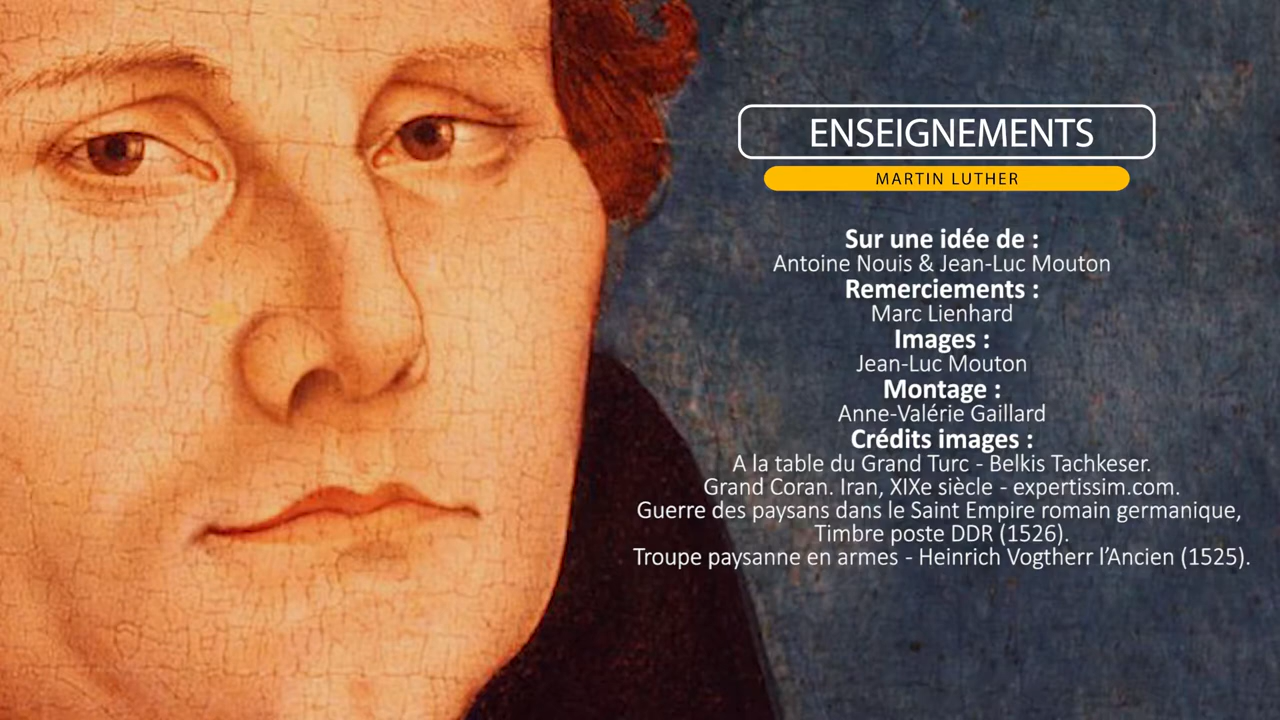 ENSEIGNEMENTS
MARTIN LUTHER
Sur une idée de :
Antoine Nouis & Jean-Luc Mouton
Remerciements :
Marc Lienhard
Images :
Jean-Luc Mouton
Montage :
Anne-Valérie Gaillard
Crédits images :
A la table du Grand Turc - Belkis Tachkeser.
Grand Coran. Iran, XIXe siècle - expertissim.com.
Guerre des paysans dans le Saint Empire romain germanique,
Timbre poste DDR (1526).
Troupe paysanne en armes - Heinrich Vogtherr l’Ancien (1525).